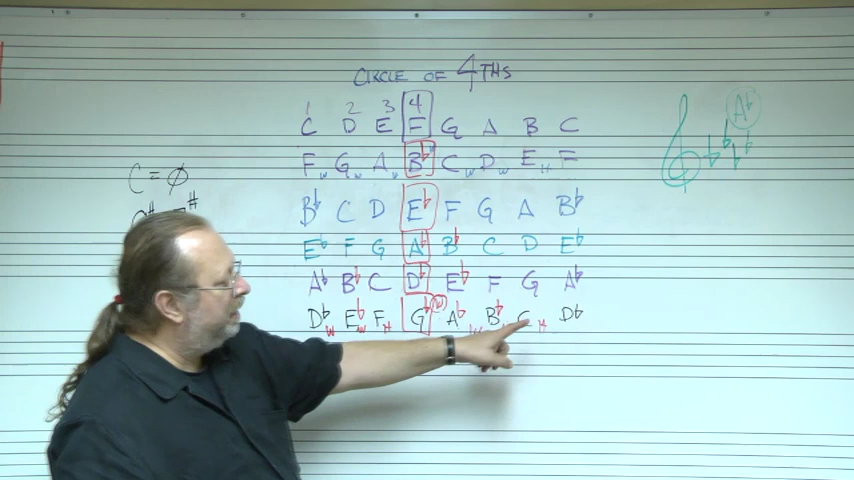 CIRCLE OF 4THS
1 2 3 4
C D E F G A B C
F G A B♭ C D E F
B♭ C D E♭ F G A B♭
E♭ F G A♭ B♭ C D E♭
A♭ B♭ C D♭ E♭ F G A♭
D♭ E♭ F G♭ A♭ B♭ C D♭
C = Ø
A♭